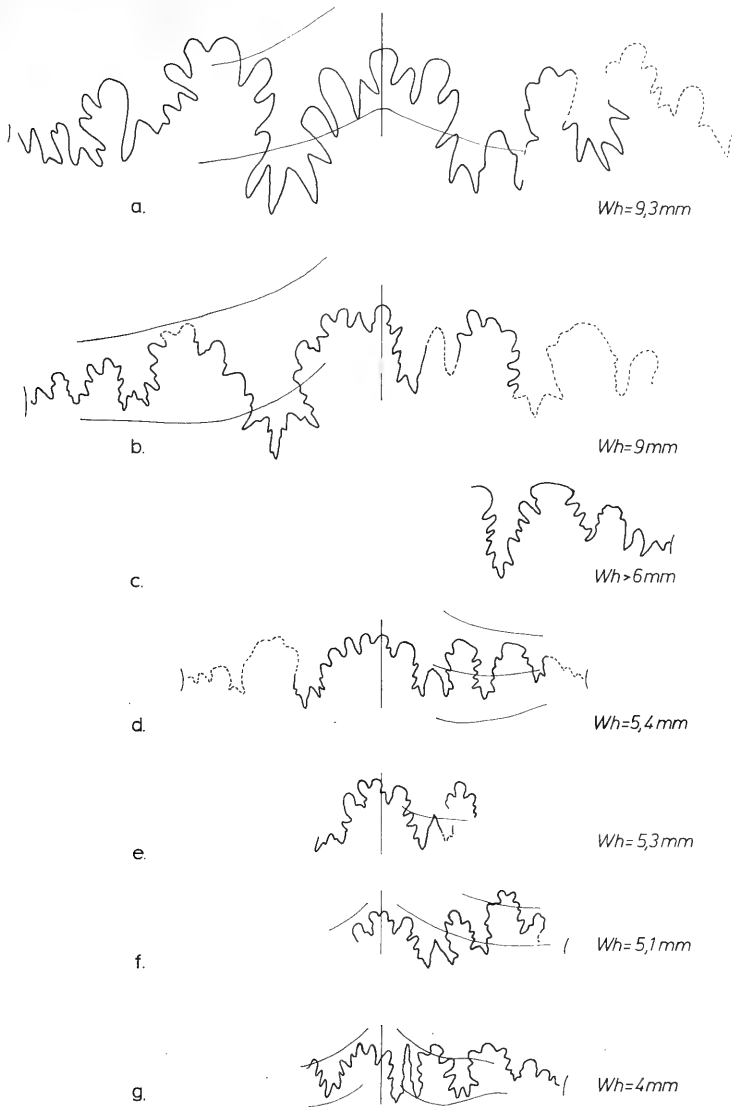 a. Wh=9,3mm
b. Wh=9mm
c. Wh>6mm
d. Wh=5,4mm
e. Wh=5,3mm
f. Wh=5,1mm
g. Wh=4mm